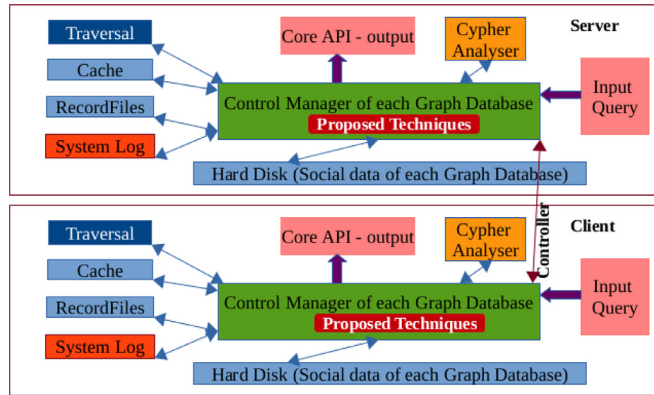 Traversal
Core API - output
Cypher
Analyser
Server
Cache
Control Manager of each Graph Database
Input
Query
RecordFiles
Proposed Techniques
System Log
Hard Disk (Social data of each Graph Database)
Controller
Traversal
Core API - output
Cypher
Analyser
Client
Cache
Control Manager of each Graph Database
Input
Query
RecordFiles
Proposed Techniques
System Log
Hard Disk (Social data of each Graph Database)